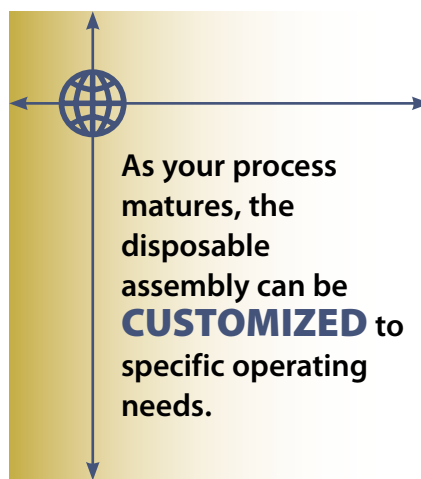 As your process
matures, the
disposable
assembly can be
CUSTOMIZED to
specific operating
needs.